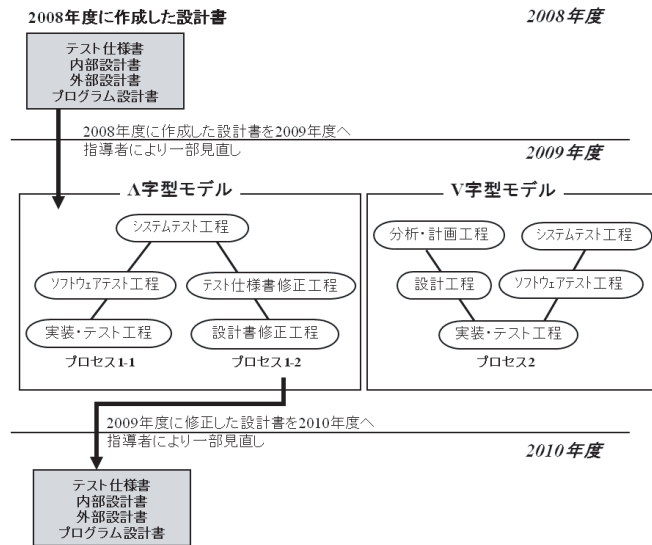 2008年度に作成した設計書
2008年度
テスト仕様書
内部設計書
外部設計書
プログラム設計書
2008年度に作成した設計書を2009年度へ
指導者により一部見直し
2009年度
Λ字型モデル
システムテスト工程
ソフトウェアテスト工程
テスト仕様書修正工程
実装・テスト工程
設計書修正工程
プロセス1-1
プロセス1-2
V字型モデル
分析・計画工程
システムテスト工程
設計工程
ソフトウェアテスト工程
実装・テスト工程
プロセス2
2009年度に修正した設計書を2010年度へ
指導者により一部見直し
2010年度
テスト仕様書
内部設計書
外部設計書
プログラム設計書